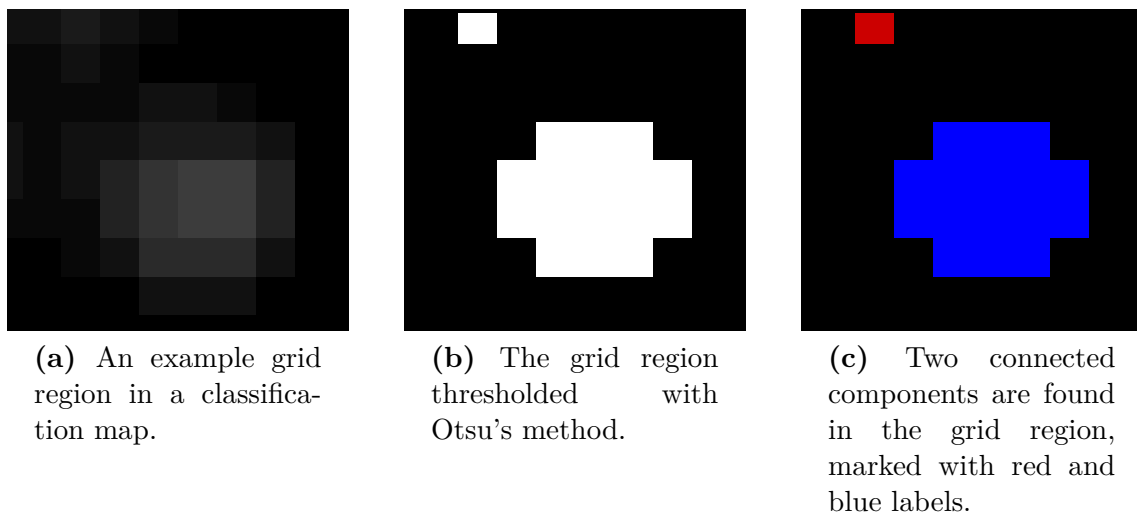 (a) An example grid
region in a classifica-
tion map.
(b) The grid region
thresholded with
Otsu's method.
(c) Two connected
components are found
in the grid region,
marked with red and
blue labels.